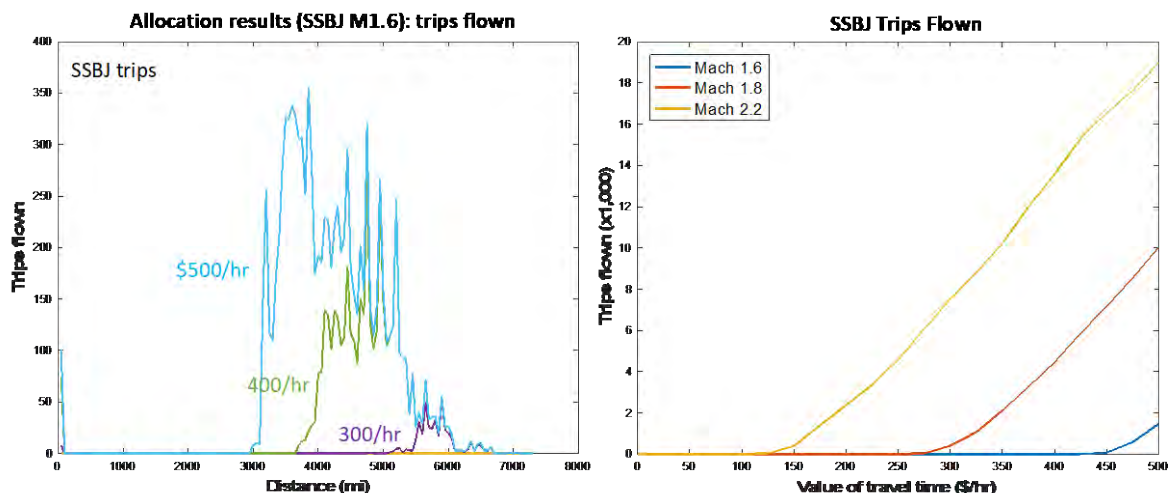 Allocation results (SSBJ M1.6): trips flown
SSBJ trips
400
350
300
250
200
150
100
50
0
Trips flown
$500/hr
400/hr
300/hr
0 1000 2000 3000 4000 5000 6000 7000 8000
Distance (mi)
SSBJ Trips Flown
Mach 1.6
Mach 1.8
Mach 2.2
20
18
16
14
12
10
8
6
4
2
0
Trips flown (x1,000)
0 50 100 150 200 250 300 350 400 450 500
Value of travel time ($/hr)